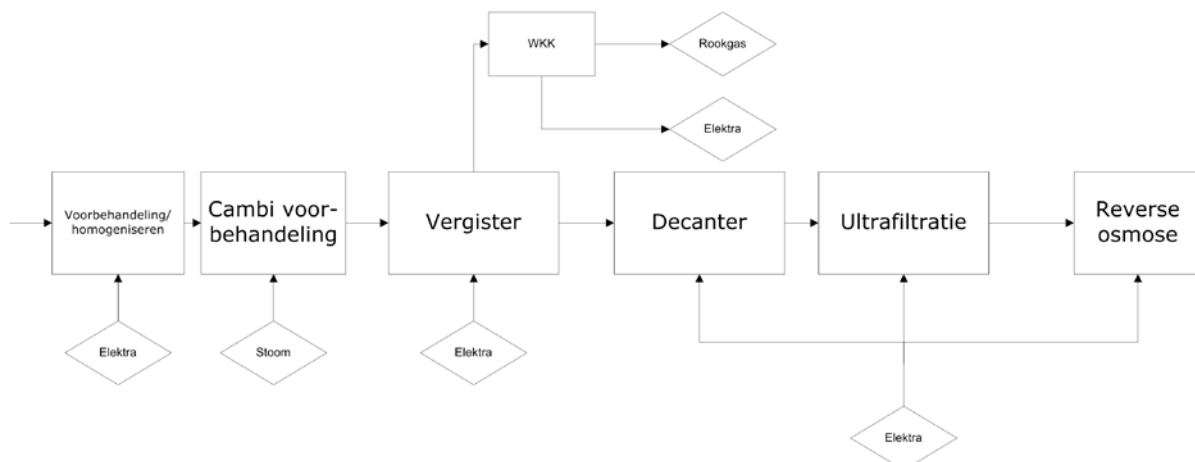 WKK
Rookgas
Elektra
Voorbehandeling/
homogeniseren
Cambi voor-
behandeling
Vergister
Decanter
Ultrafiltratie
Reverse
osmose
Elektra
Stoom
Elektra
Elektra